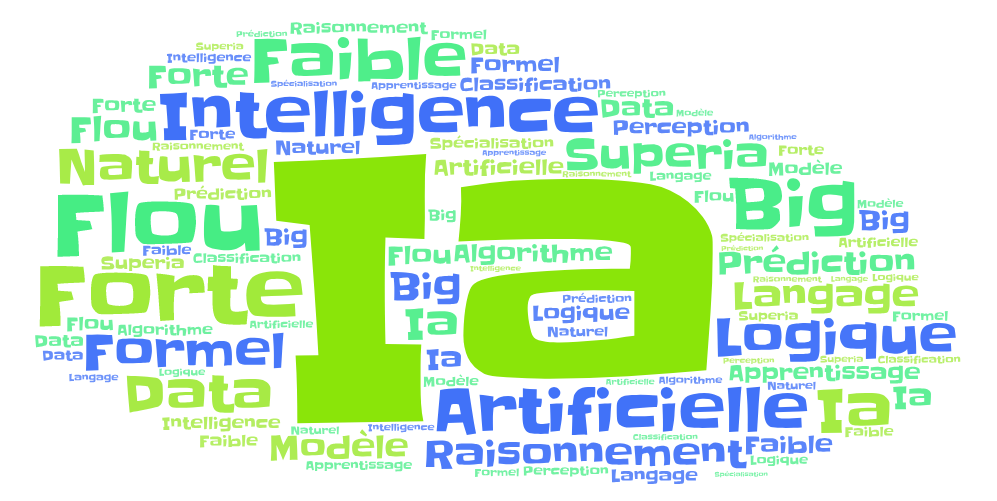 Prédiction Raisonnement Formel
Superia Faible Data
Intelligence Formel
Forte Spécialisation Apprentissage Classification
Forte Intelligence Perception
Data Modèle
Flou Forte Perception
Algorithme
Raisonnement Naturel Spécialisation Superia Forte
Apprentissage
Naturel Artificielle Raisonnement Langage Modèle
Prédiction Flou Big Modèle
Flou Ia Big Big
Big Spécialisation Artificielle
Faible Flou Algorithme Prédiction
Superia Classification Intelligence Prédiction
Forte Big Raisonnement Langage Logique
Prédiction Langage
Flou Algorithme Artificielle Ia Logique Superia Formel
Data Naturel Logique
Data Formel Ia Perception Superia Classification
Langage Logique Modèle Apprentissage
Data Artificielle Algorithme Naturel
Artificielle Ia Ia
Intelligence Naturel Intelligence Faible
Faible Modèle Classification
Raisonnement Faible
Apprentissage Logique
Formel Perception Langage Spécialisation